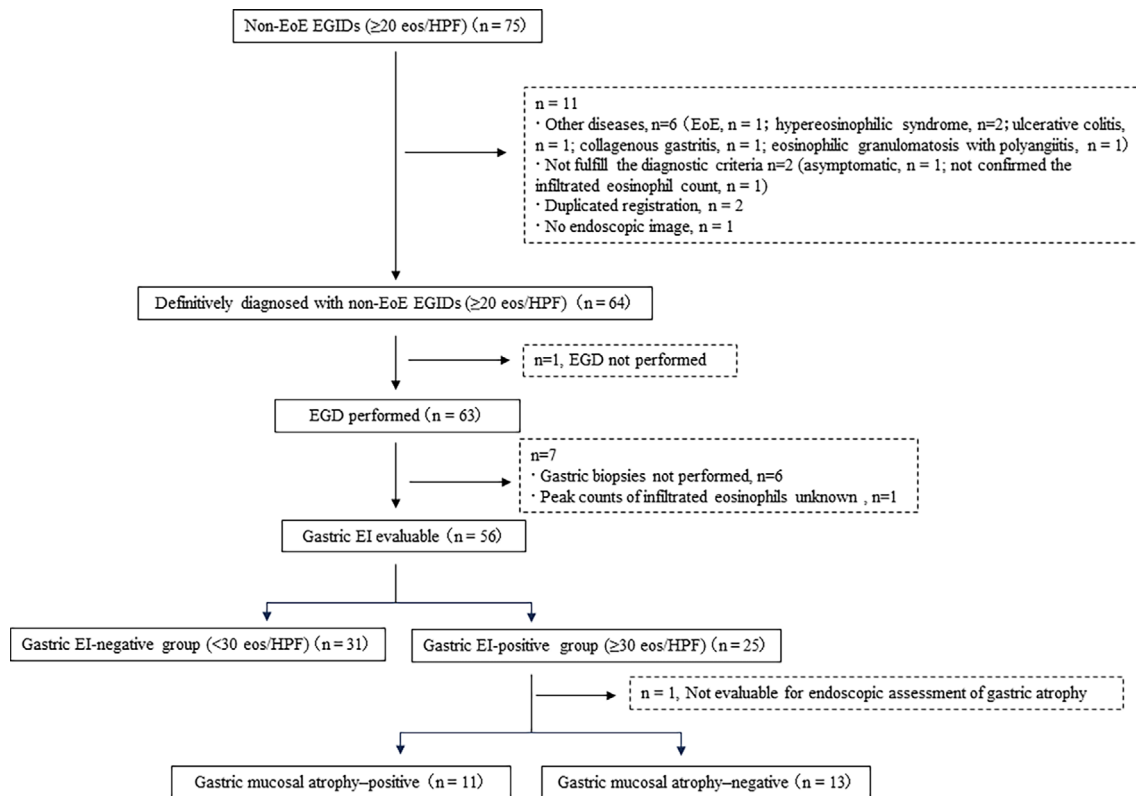 Non-EoE EGIDs (≥20 eos/HPF) (n = 75)
n = 11
・Other diseases, n=6 (EoE, n = 1; hypereosinophilic syndrome, n=2; ulcerative colitis,
n = 1; collagenous gastritis, n = 1; eosinophilic granulomatosis with polyangiitis, n = 1)
・Not fulfill the diagnostic criteria n=2 (asymptomatic, n = 1; not confirmed the
infiltrated eosinophil count, n = 1)
・Duplicated registration, n = 2
・No endoscopic image, n = 1
Definitively diagnosed with non-EoE EGIDs (≥20 eos/HPF) (n = 64)
n=1, EGD not performed
EGD performed (n = 63)
n=7
・Gastric biopsies not performed, n=6
・Peak counts of infiltrated eosinophils unknown , n=1
Gastric EI evaluable (n = 56)
Gastric EI-negative group (<30 eos/HPF) (n = 31)
Gastric EI-positive group (≥30 eos/HPF) (n = 25)
n = 1, Not evaluable for endoscopic assessment of gastric atrophy
Gastric mucosal atrophy–positive (n = 11)
Gastric mucosal atrophy–negative (n = 13)